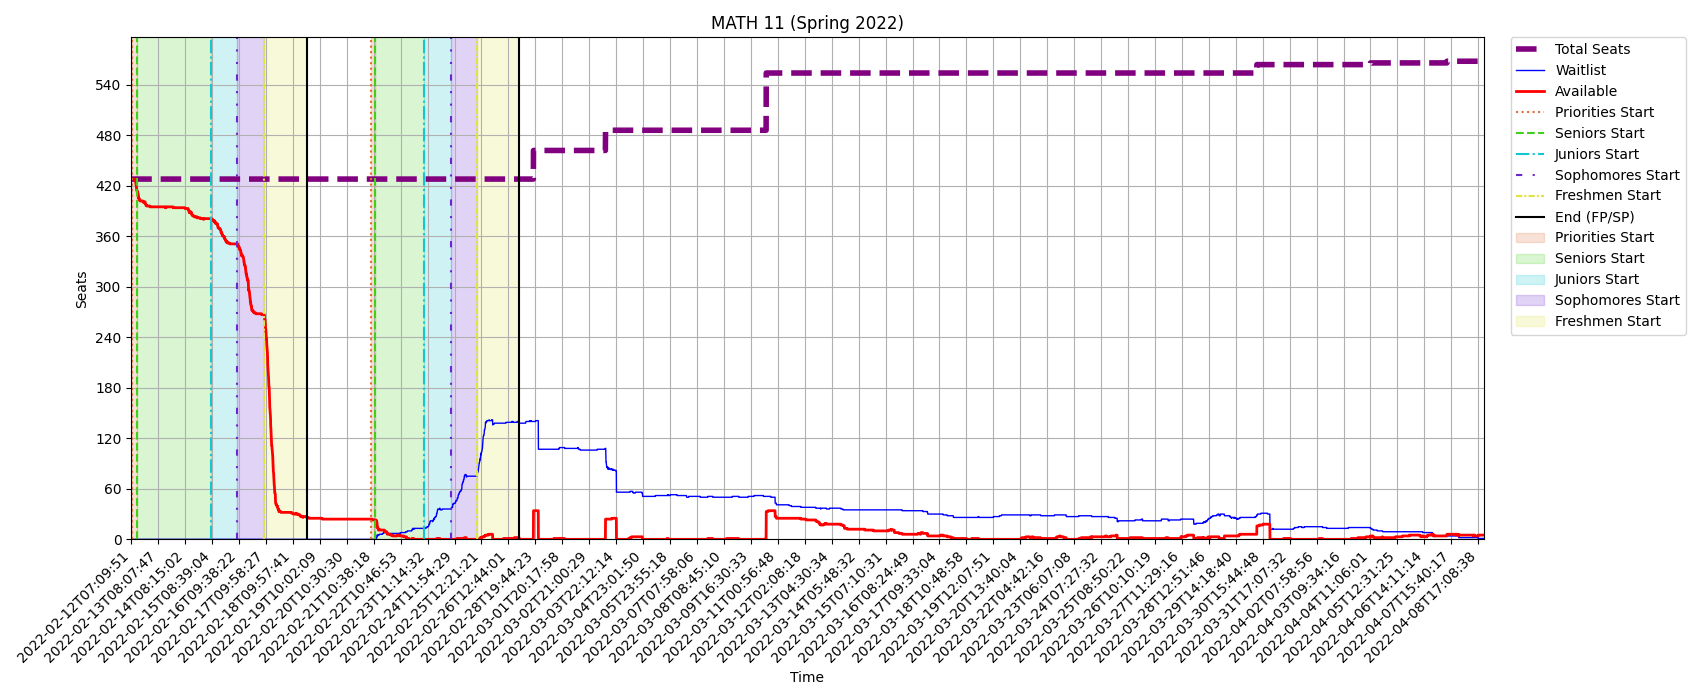 MATH 11 (Spring 2022)
Seats
540
480
420
360
300
240
180
120
60
0
2022-02-12T7:09:51
2022-02-13T08:07:47
2022-02-14T08:15:02
2022-02-15T08:39:04
2022-02-16T09:38:22
2022-02-17T09:58:27
2022-02-18T09:57:41
2022-02-19T10:02:09
2022-02-20T10:30:30
2022-02-21T10:38:18
2022-02-22T10:46:53
2022-02-23T11:14:32
2022-02-24T11:54:29
2022-02-25T12:21:21
2022-02-26T12:44:01
2022-02-28T19:44:23
2022-03-01T20:17:58
2022-03-02T21:00:29
2022-03-03T22:12:14
2022-03-04T23:01:50
2022-03-05T23:55:18
2022-03-07T07:58:06
2022-03-08T08:45:10
2022-03-09T16:30:35
2022-03-11T00:56:48
2022-03-12T02:08:18
2022-03-13T04:30:34
2022-03-14T05:48:32
2022-03-15T07:10:31
2022-03-16T08:24:49
2022-03-17T09:33:04
2022-03-18T10:48:58
2022-03-19T12:07:51
2022-03-20T13:40:04
2022-03-22T04:42:16
2022-03-23T06:07:08
2022-03-24T07:27:32
2022-03-25T08:50:22
2022-03-26T10:10:19
2022-03-27T11:29:16
2022-03-28T12:51:46
2022-03-29T14:18:40
2022-03-30T15:44:48
2022-03-31T17:07:32
2022-04-02T07:58:56
2022-04-03T09:34:16
2022-04-04T11:06:01
2022-04-05T12:31:25
2022-04-06T14:11:14
2022-04-07T15:40:17
2022-04-08T17:08:38
Time
Total Seats
Waitlist
Available
Priorities Start
Seniors Start
Juniors Start
Sophomores Start
Freshmen Start
End (FP/SP)
Priorities Start
Seniors Start
Juniors Start
Sophomores Start
Freshmen Start